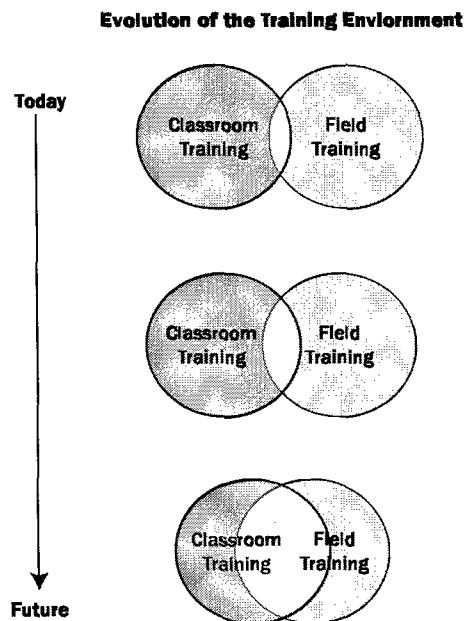 Evolution of the Training Enviornment
Today
Classroom
Training
Field
Training
Classroom
Training
Field
Training
Classroom
Training
Field
Training
Future